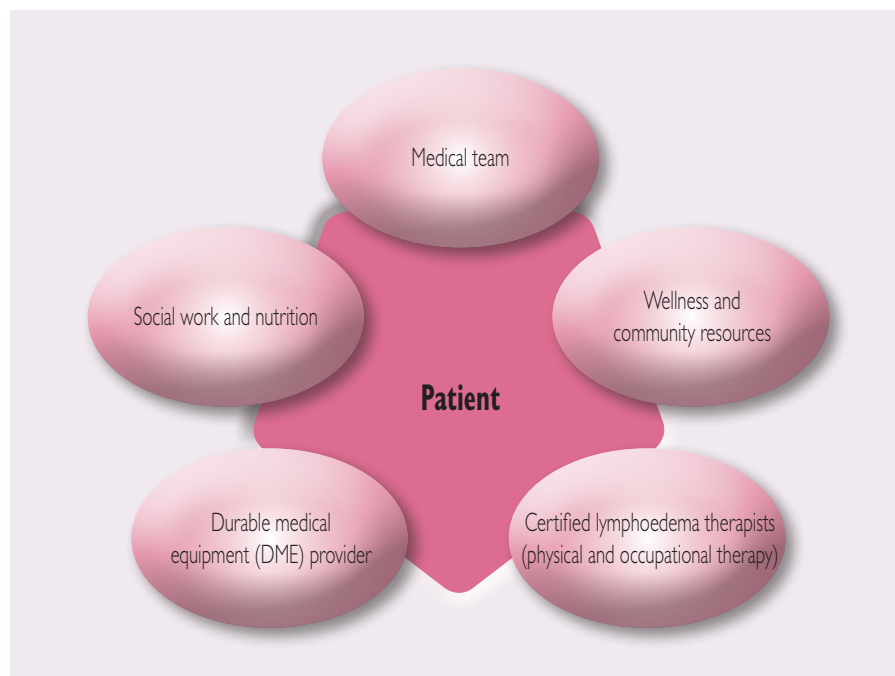 Medical team
Social work and nutrition
Wellness and
community resources
Patient
Durable medical
equipment (DME) provider
Certified lymphoedema therapists
(physical and occupational therapy)